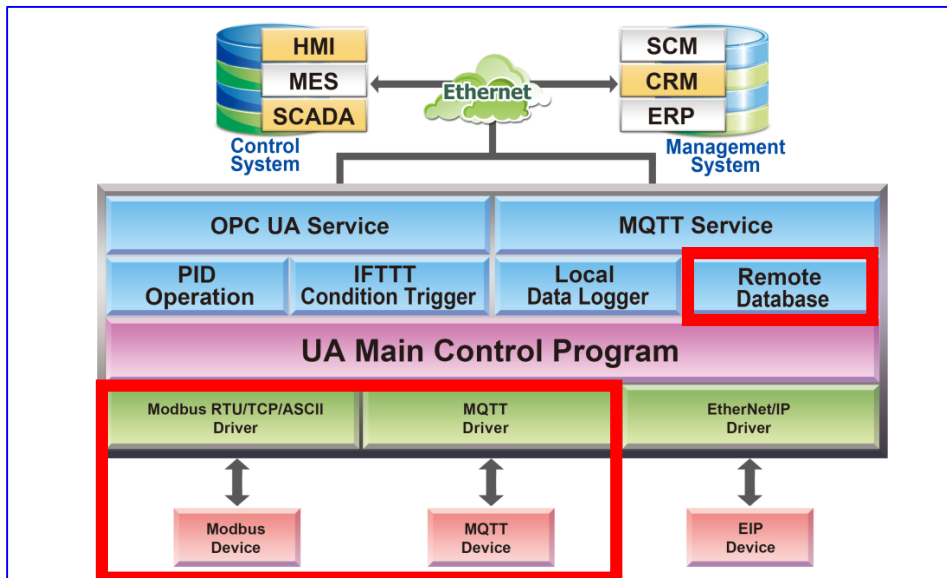 HMI
MES
SCADA
Control
System
Ethernet
SCM
CRM
ERP
Management
System
OPC UA Service
MQTT Service
PID
Operation
IFTTT
Condition Trigger
Local
Data Logger
Remote
Database
UA Main Control Program
Modbus RTU/TCP/ASCII
Driver
MQTT
Driver
EtherNet/IP
Driver
Modbus
Device
MQTT
Device
EIP
Device